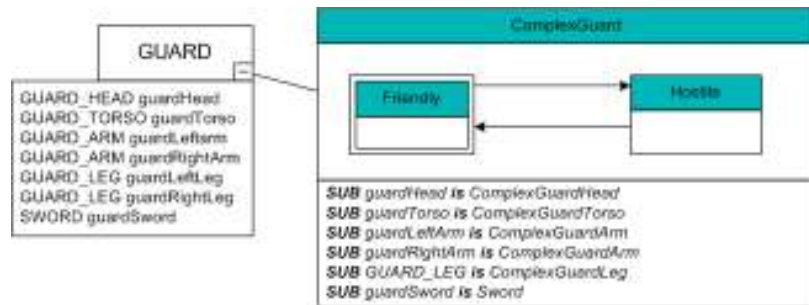 GUARD
GUARD_HEAD guardHead
GUARD_TORSO guardTorso
GUARD_ARM guardLeftarm
GUARD_ARM guardRightArm
GUARD_LEG guardLeftLeg
GUARD_LEG guardRightLeg
SWORD guardSword
ComplexGuard
Friendly
Hostile
SUB guardHead is ComplexGuardHead
SUB guardTorso is ComplexGuardTorso
SUB guardLeftArm is ComplexGuardArm
SUB guardRightArm is ComplexGuardArm
SUB GUARD_LEG is ComplexGuardLeg
SUB guardSword is Sword